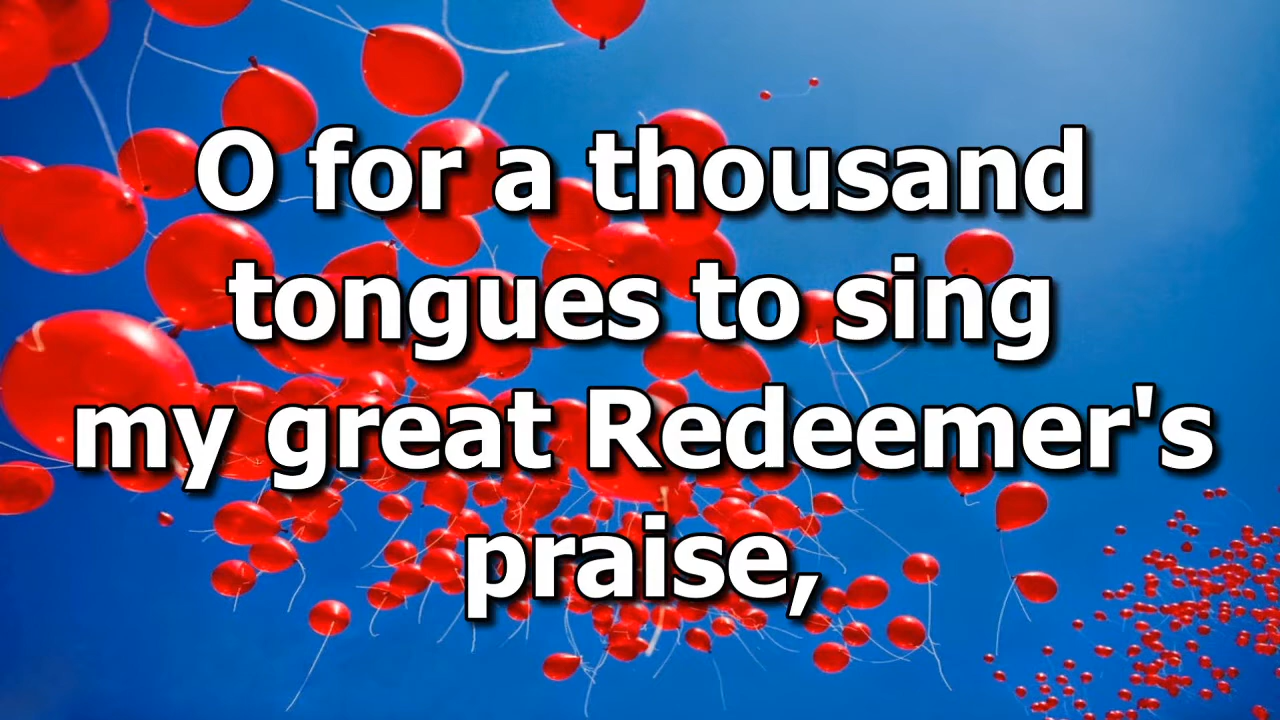 O for a thousand
tongues to sing
my great Redeemer's
praise,